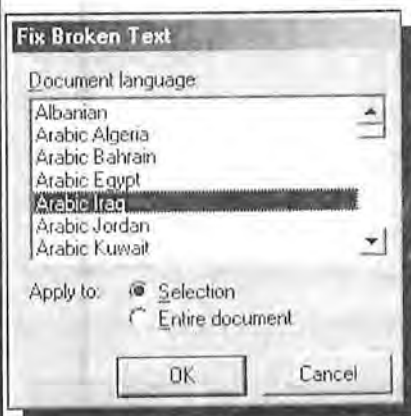 Fix Broken Text
Document language:
Albanian
Arabic Algeria
Arabic Bahrain
Arabic Egypt
Arabic Iraq
Arabic Jordan
Arabic Kuwait
Apply to: Selection
Entire document
OK Cancel